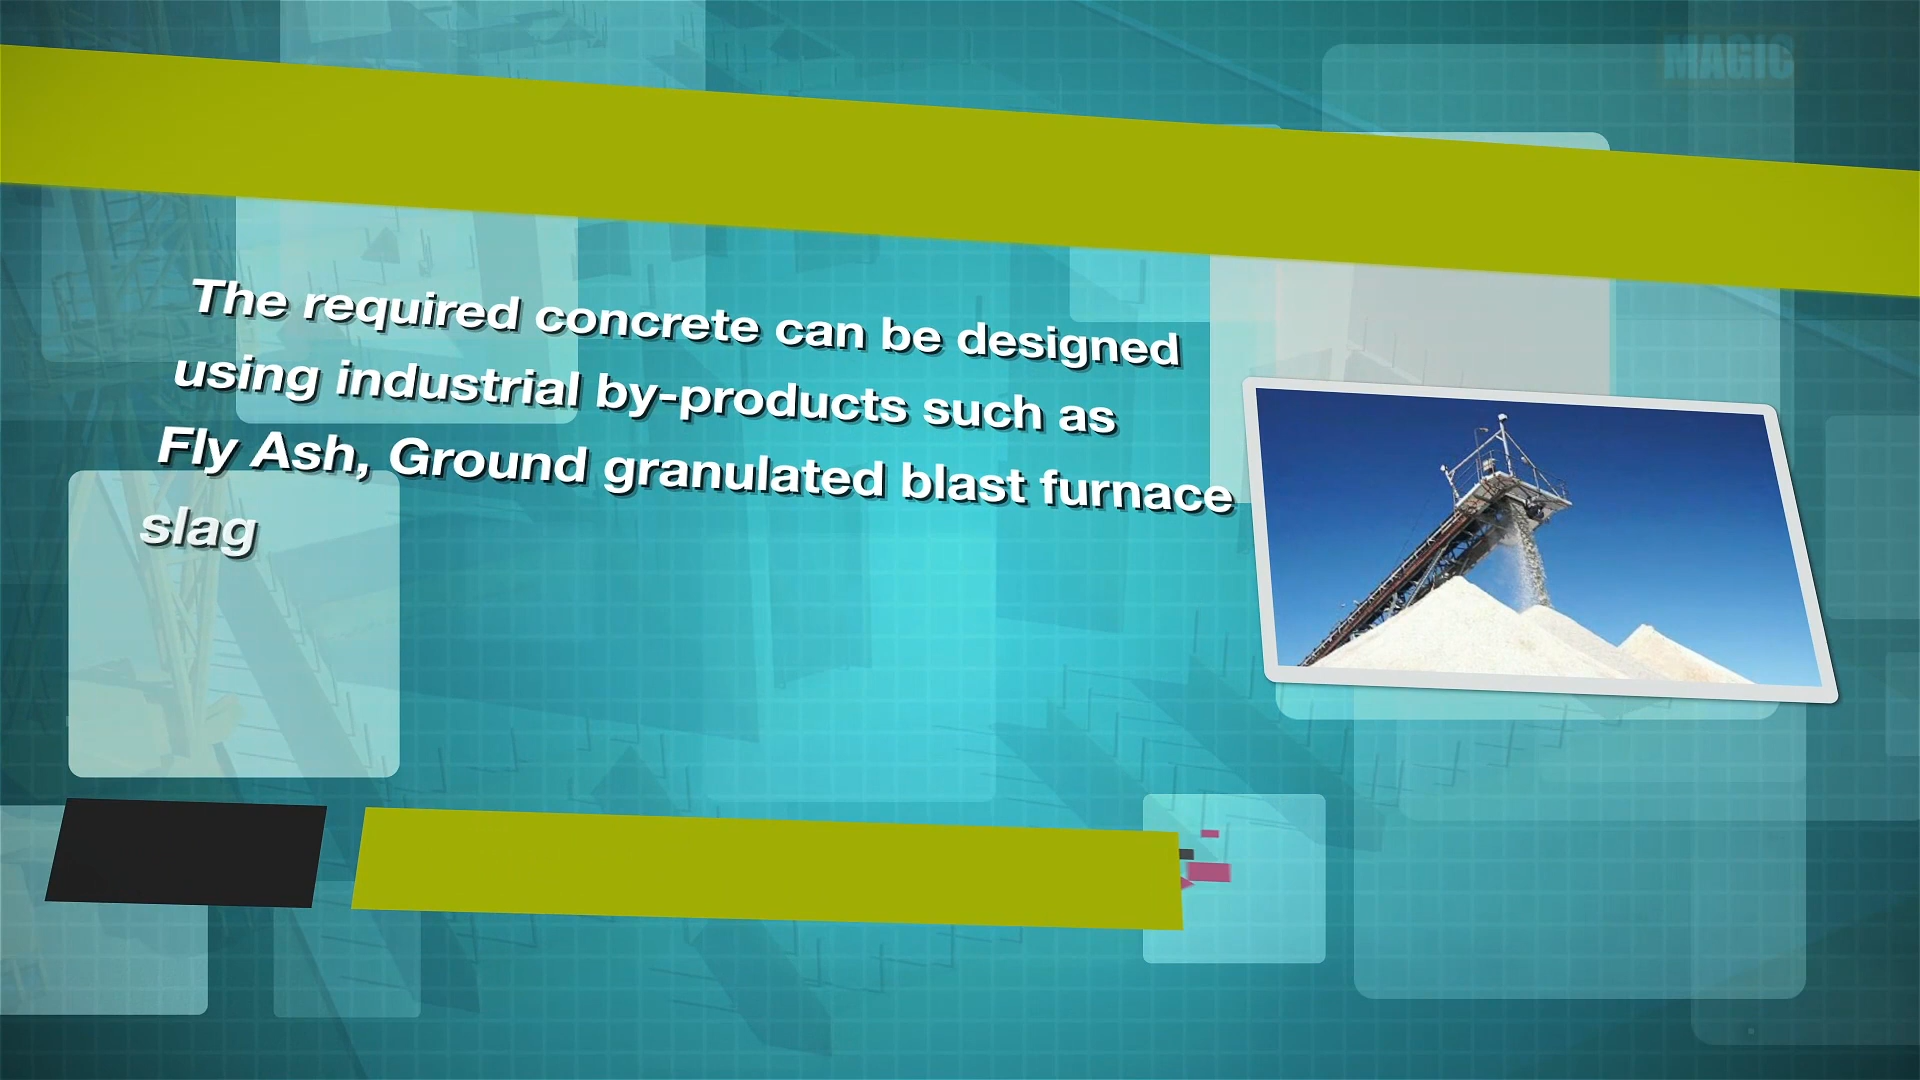 MAGIC
The required concrete can be designed
using industrial by-products such as
Fly Ash, Ground granulated blast furnace
slag